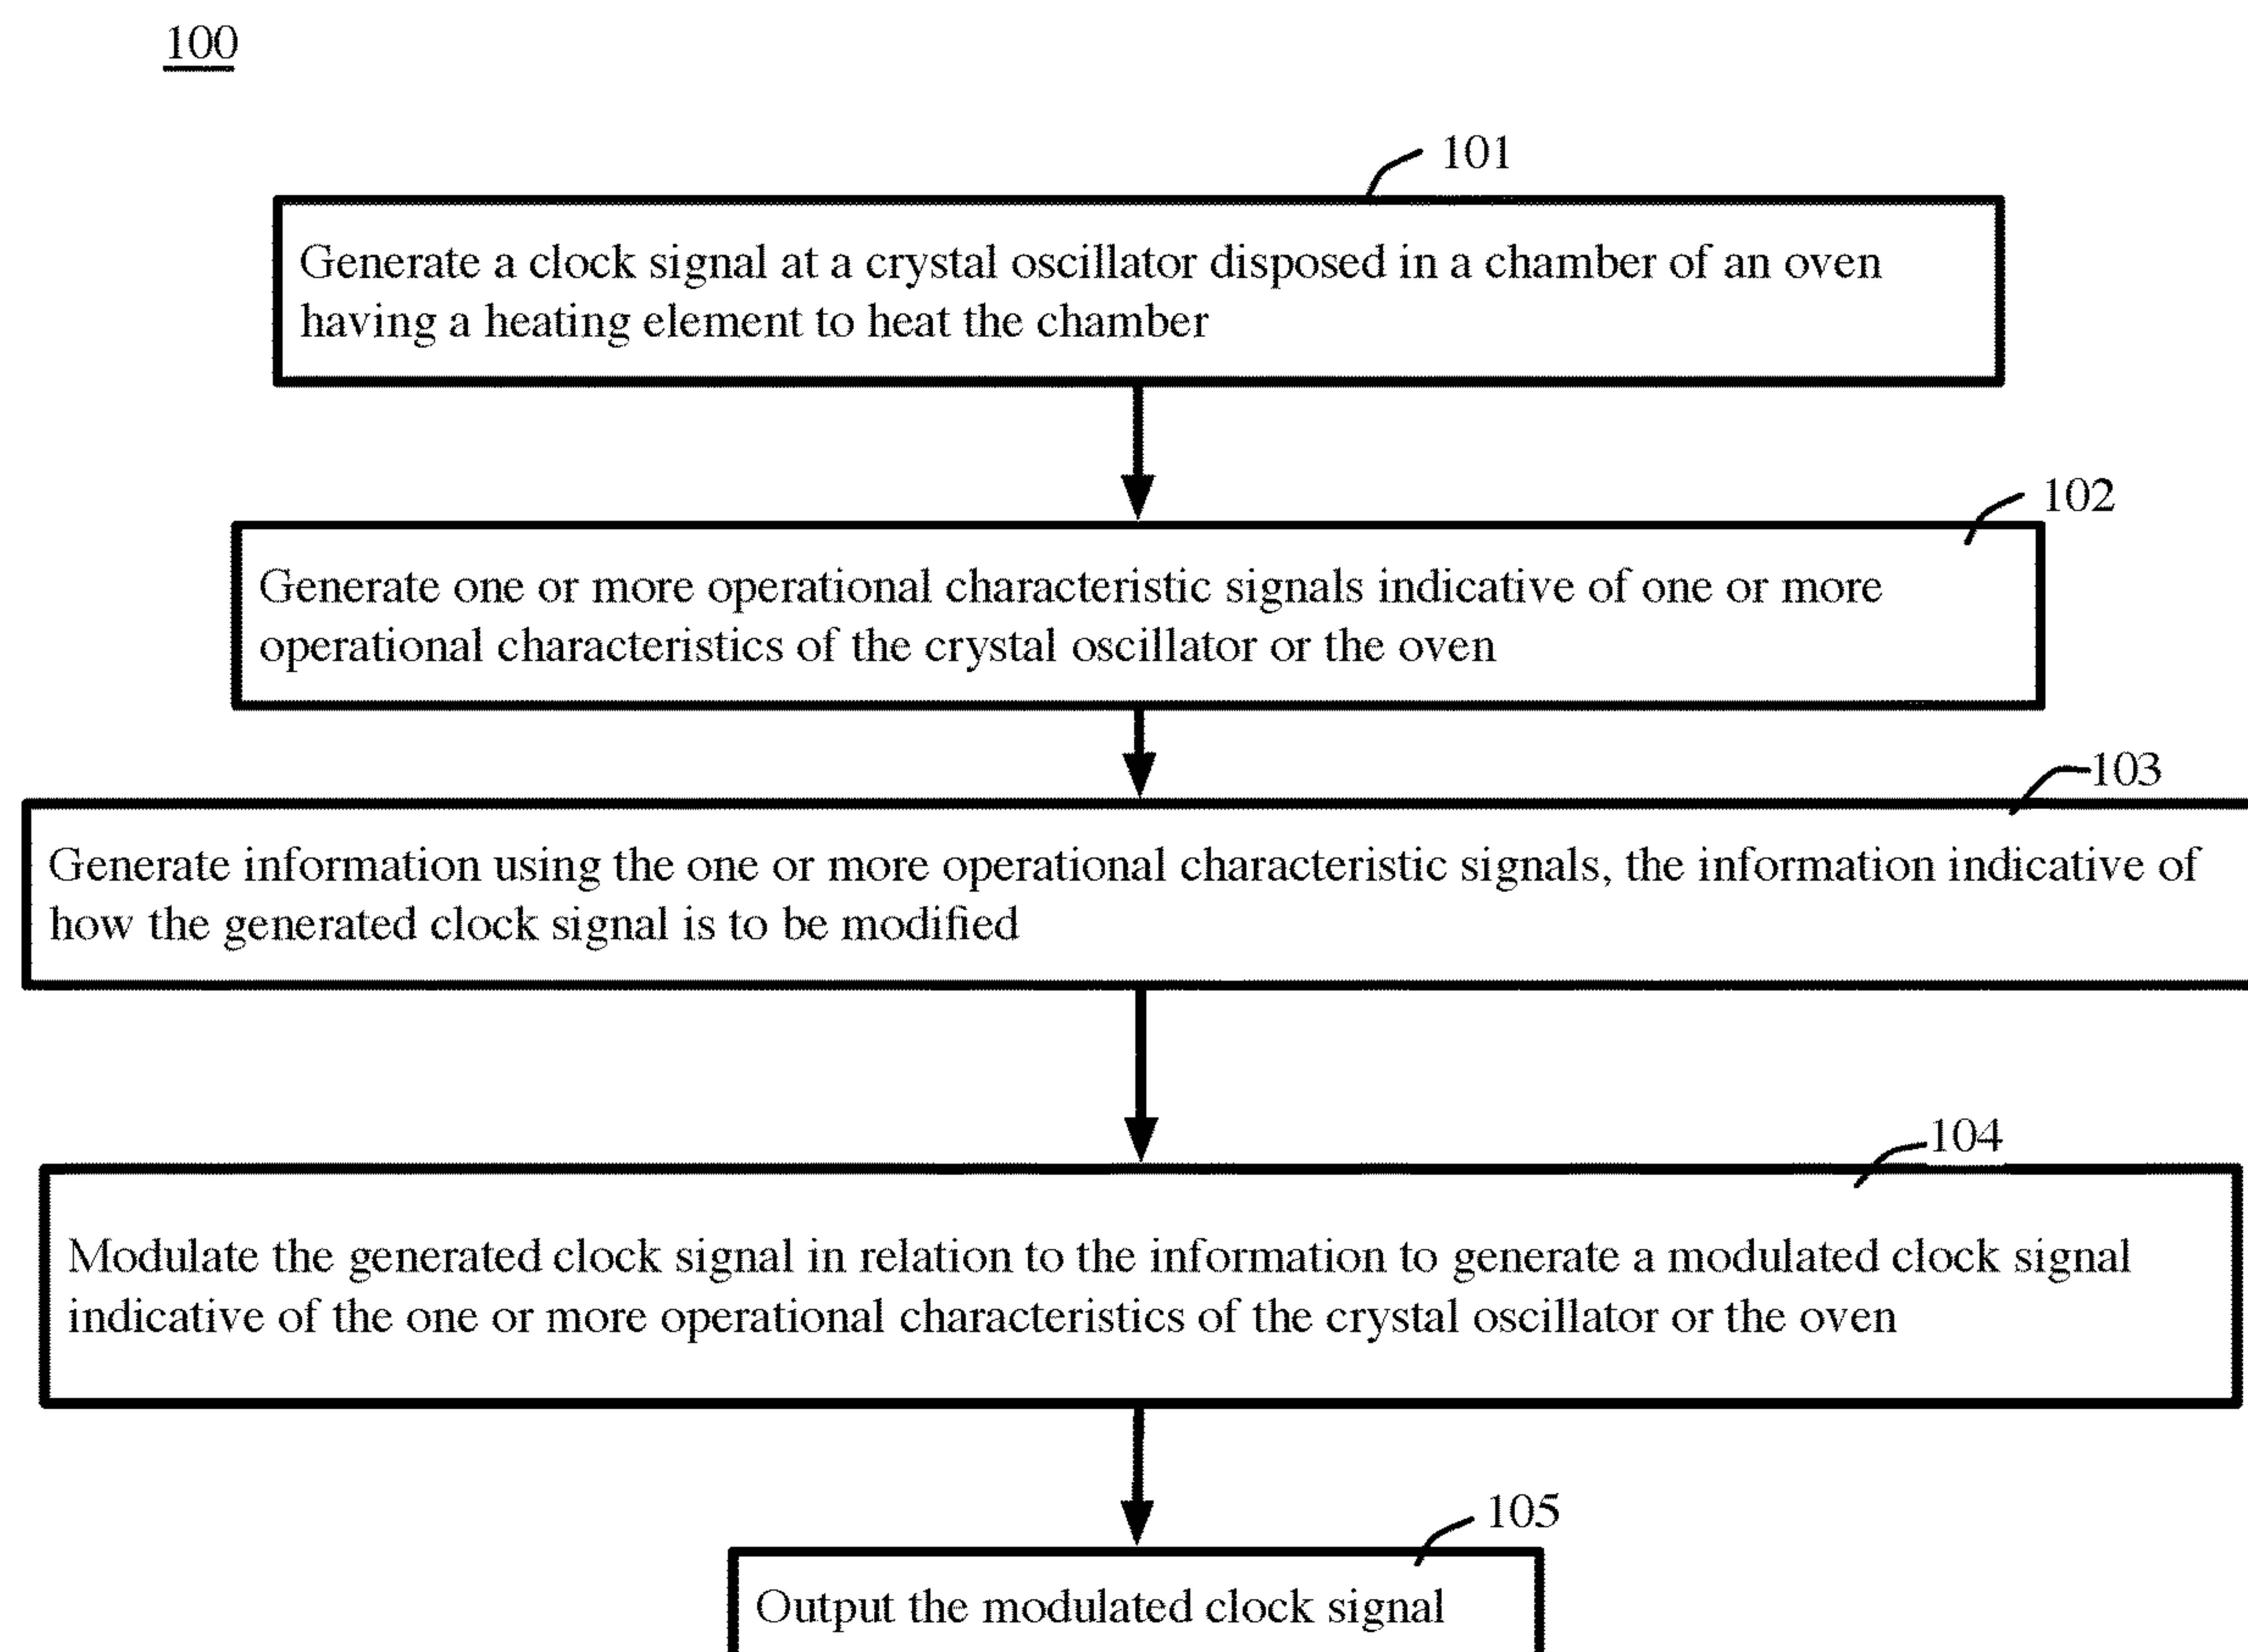 100
101
Generate a clock signal at a crystal oscillator disposed in a chamber of an oven
having a heating element to heat the chamber
102
Generate one or more operational characteristic signals indicative of one or more
operational characteristics of the crystal oscillator or the oven
103
Generate information using the one or more operational characteristic signals, the information indicative of
how the generated clock signal is to be modified
104
Modulate the generated clock signal in relation to the information to generate a modulated clock signal
indicative of the one or more operational characteristics of the crystal oscillator or the oven
105
Output the modulated clock signal